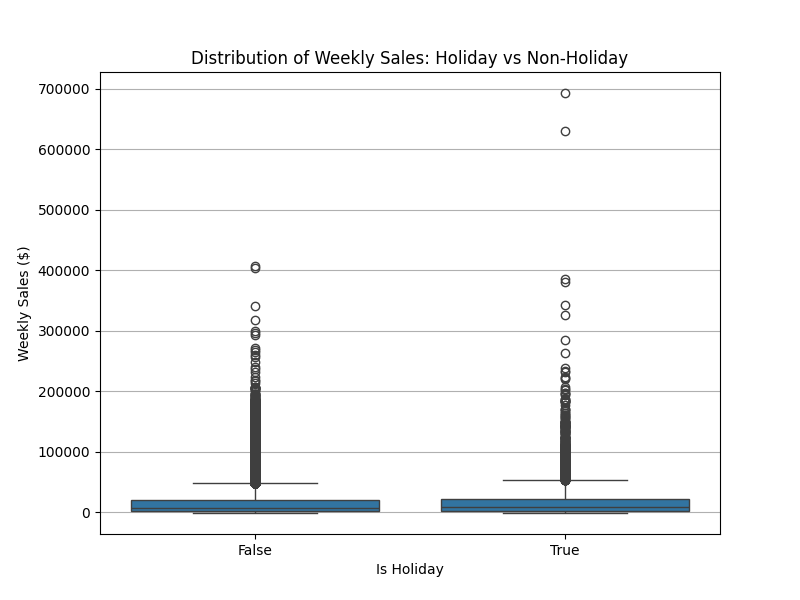 Distribution of Weekly Sales: Holiday vs Non-Holiday
700000
600000
500000
400000
300000
200000
100000
0
Weekly Sales ($)
False
True
Is Holiday